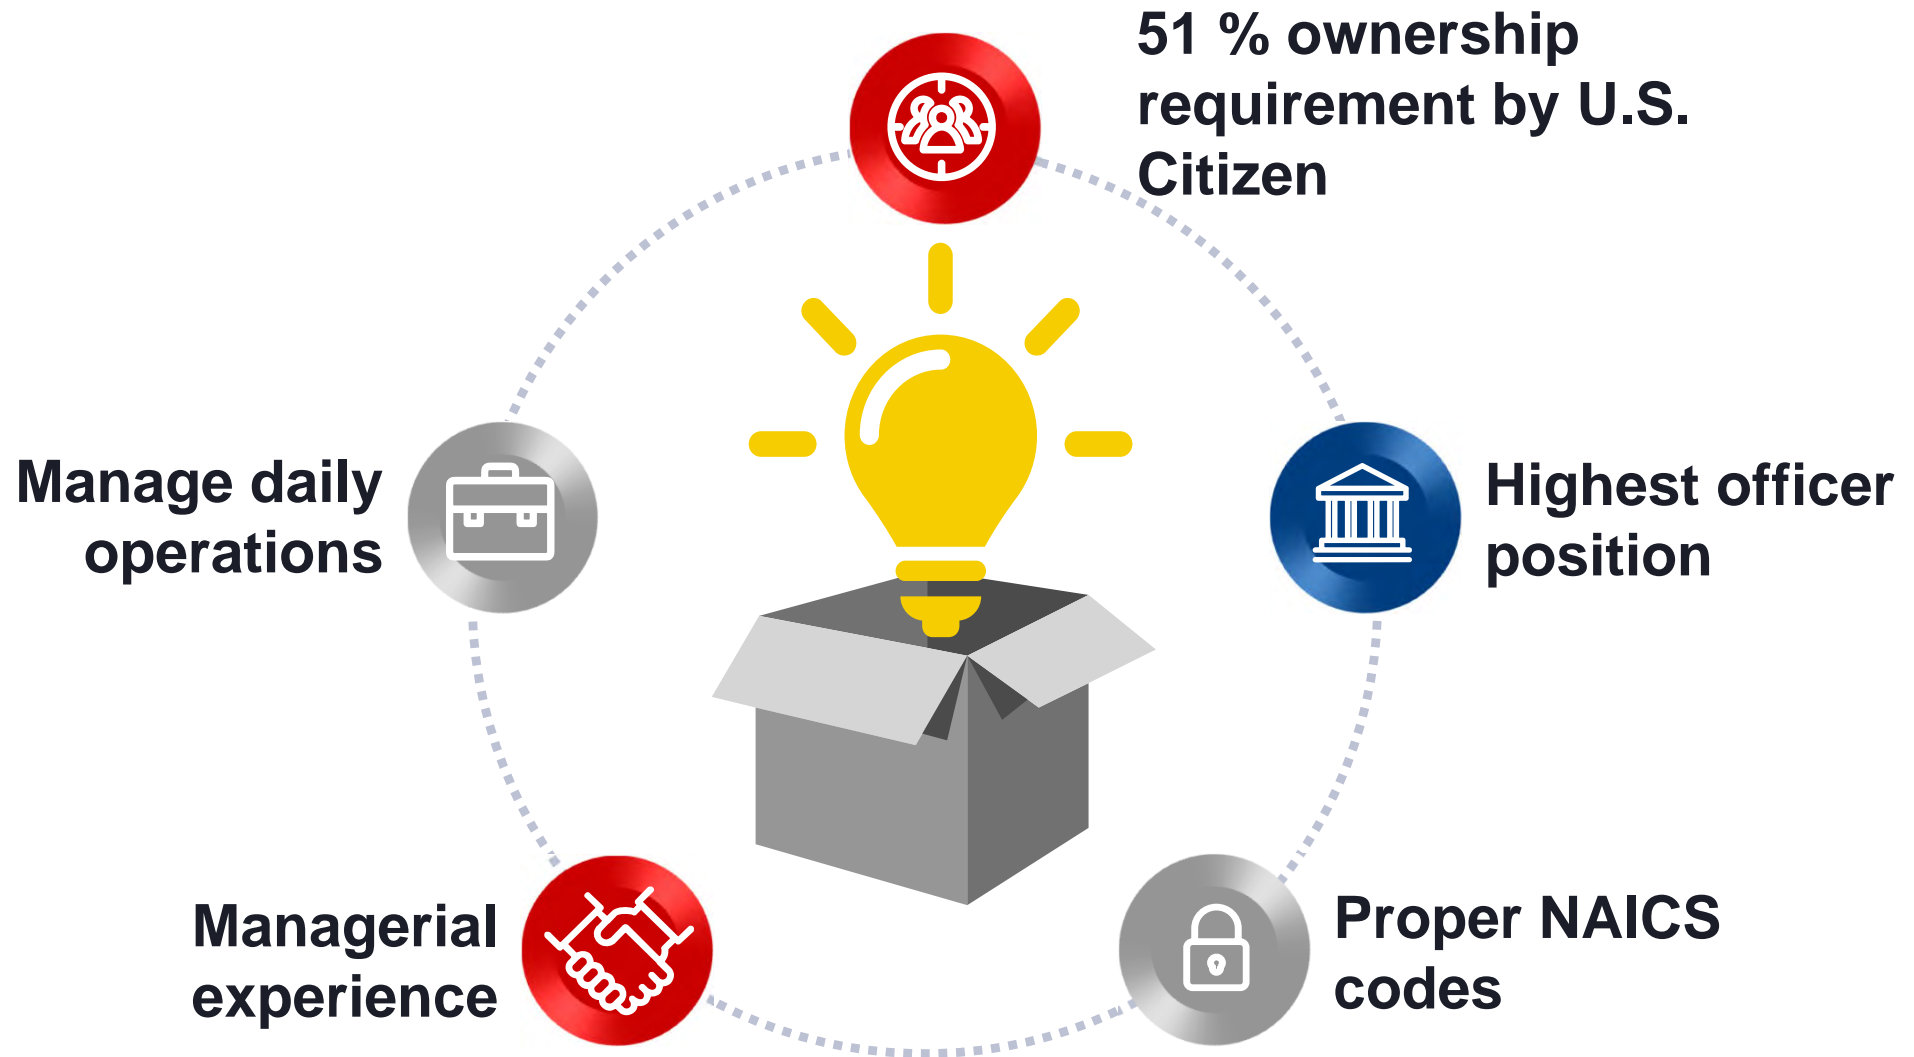 51 % ownership
requirement by U.S.
Citizen
Manage daily
operations
Highest officer
position
Managerial
experience
Proper NAICS
codes